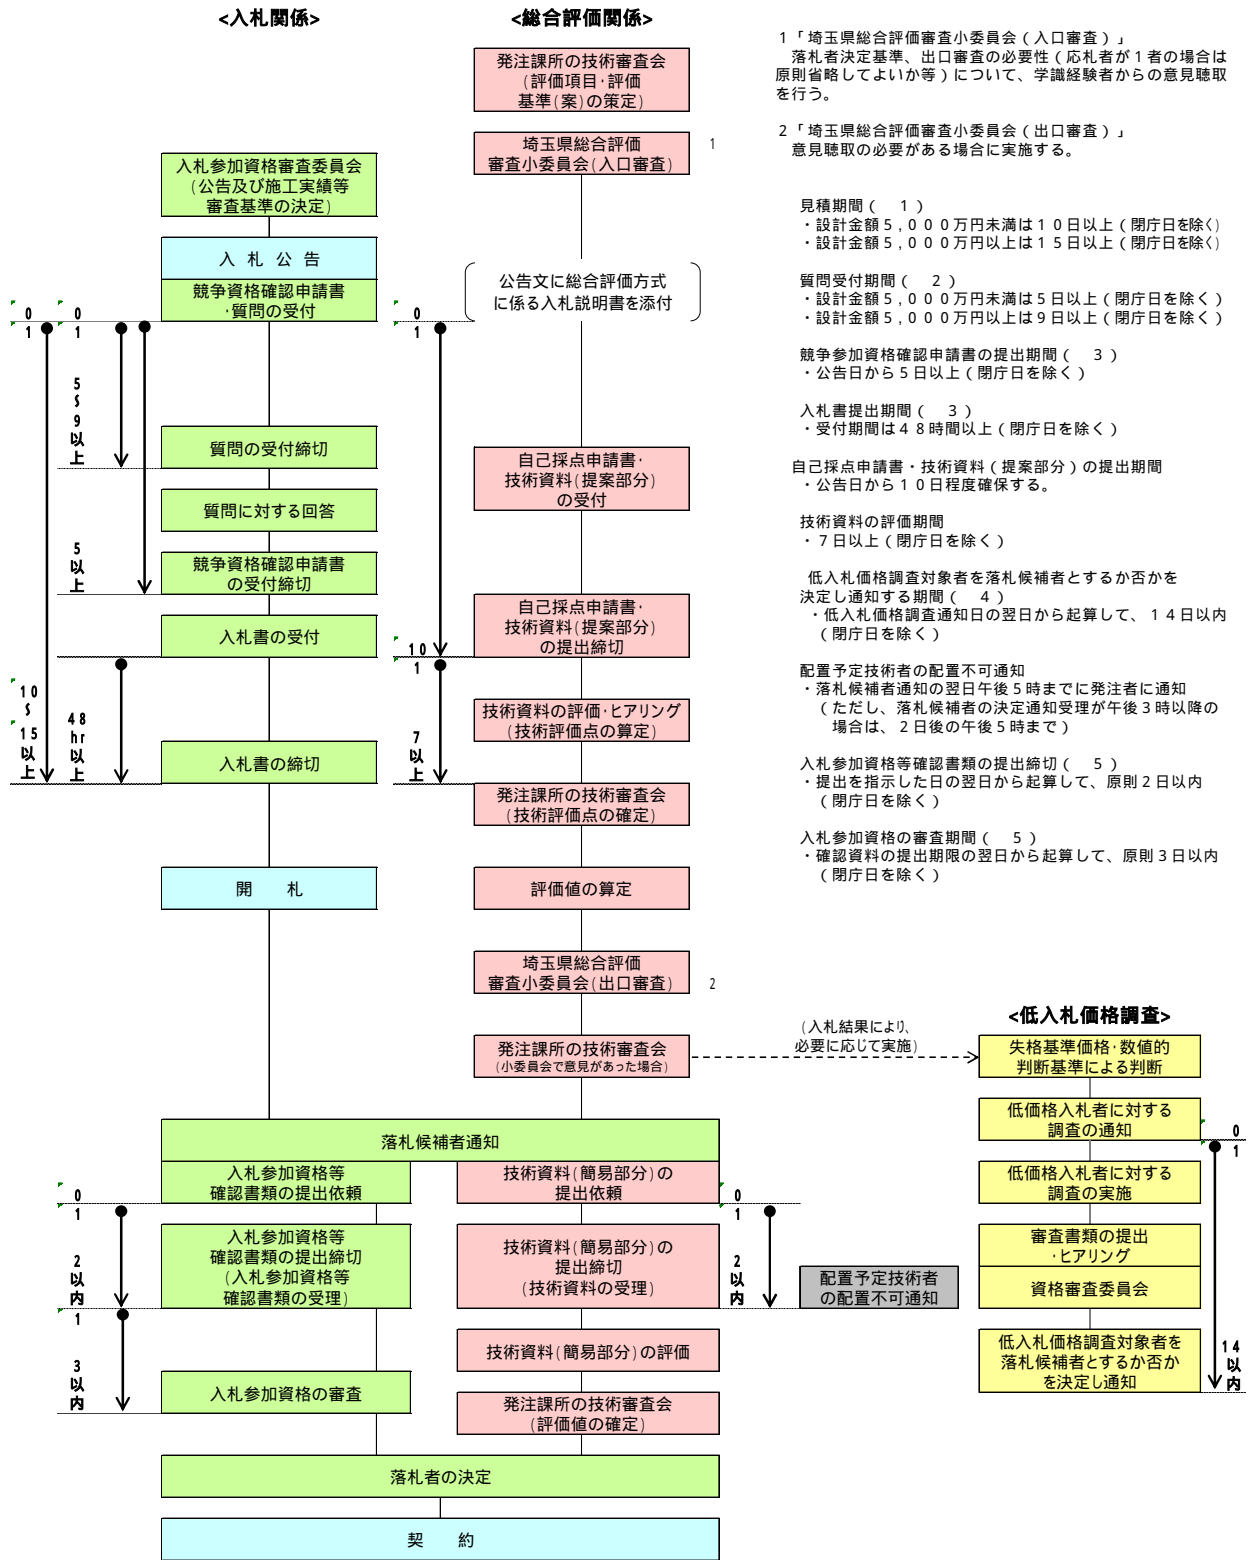 <入札関係>
<総合評価関係>
発注課所の技術審査会
(評価項目・評価
基準(案)の策定)
埼玉県総合評価
審査小委員会(入口審査)
1
入札参加資格審査委員会
(公告及び施工実績等
審査基準の決定)
入 札 公 告
競争資格確認申請書
・質問の受付
公告文に総合評価方式
に係る入札説明書を添付
0
1
0
1
0
1
5
〜
9
以
上
質問の受付締切
自己採点申請書・
技術資料(提案部分)
の受付
質問に対する回答
5
以
上
競争資格確認申請書
の受付締切
入札書の受付
自己採点申請書・
技術資料(提案部分)
の提出締切
10
1
10
〜
15
以
上
48
hr
以
上
技術資料の評価・ヒアリング
(技術評価点の算定)
7
以
上
入札書の締切
発注課所の技術審査会
(技術評価点の確定)
開 札
評価値の算定
埼玉県総合評価
審査小委員会(出口審査)
2
発注課所の技術審査会
(小委員会で意見があった場合)
(入札結果により、
必要に応じて実施)
1「埼玉県総合評価審査小委員会(入口審査)」
落札者決定基準、出口審査の必要性(応札者が1者の場合は
原則省略してよいか等)について、学識経験者からの意見聴取
を行う。
2「埼玉県総合評価審査小委員会(出口審査)」
意見聴取の必要がある場合に実施する。
見積期間( 1)
・設計金額5,000万円未満は10日以上(閉庁日を除く)
・設計金額5,000万円以上は15日以上(閉庁日を除く)
質問受付期間( 2)
・設計金額5,000万円未満は5日以上(閉庁日を除く)
・設計金額5,000万円以上は9日以上(閉庁日を除く)
競争参加資格確認申請書の提出期間( 3)
・公告日から5日以上(閉庁日を除く)
入札書提出期間( 3)
・受付期間は48時間以上(閉庁日を除く)
自己採点申請書・技術資料(提案部分)の提出期間
・公告日から10日程度確保する。
技術資料の評価期間
・7日以上(閉庁日を除く)
低入札価格調査対象者を落札候補者とするか否かを
決定し通知する期間( 4)
・低入札価格調査通知日の翌日から起算して、14日以内
(閉庁日を除く)
配置予定技術者の配置不可通知
・落札候補者通知の翌日午後5時までに発注者に通知
(ただし、落札候補者の決定通知受理が午後3時以降の
場合は、2日後の午後5時まで)
入札参加資格等確認書類の提出締切( 5)
・提出を指示した日の翌日から起算して、原則2日以内
(閉庁日を除く)
入札参加資格の審査期間( 5)
・確認資料の提出期限の翌日から起算して、原則3日以内
(閉庁日を除く)
<低入札価格調査>
失格基準価格・数値的
判断基準による判断
低価格入札者に対する
調査の通知
0
1
低価格入札者に対する
調査の実施
審査書類の提出
・ヒアリング
資格審査委員会
低入札価格調査対象者を
落札候補者とするか否か
を決定し通知
14
以
内
落札候補者通知
入札参加資格等
確認書類の提出依頼
技術資料(簡易部分)の
提出依頼
0
1
0
1
入札参加資格等
確認書類の提出締切
(入札参加資格等
確認書類の受理)
技術資料(簡易部分)の
提出締切
(技術資料の受理)
2
以
内
2
以
内
配置予定技術者
の配置不可通知
1
3
以
内
技術資料(簡易部分)の評価
入札参加資格の審査
発注課所の技術審査会
(評価値の確定)
落札者の決定
契 約